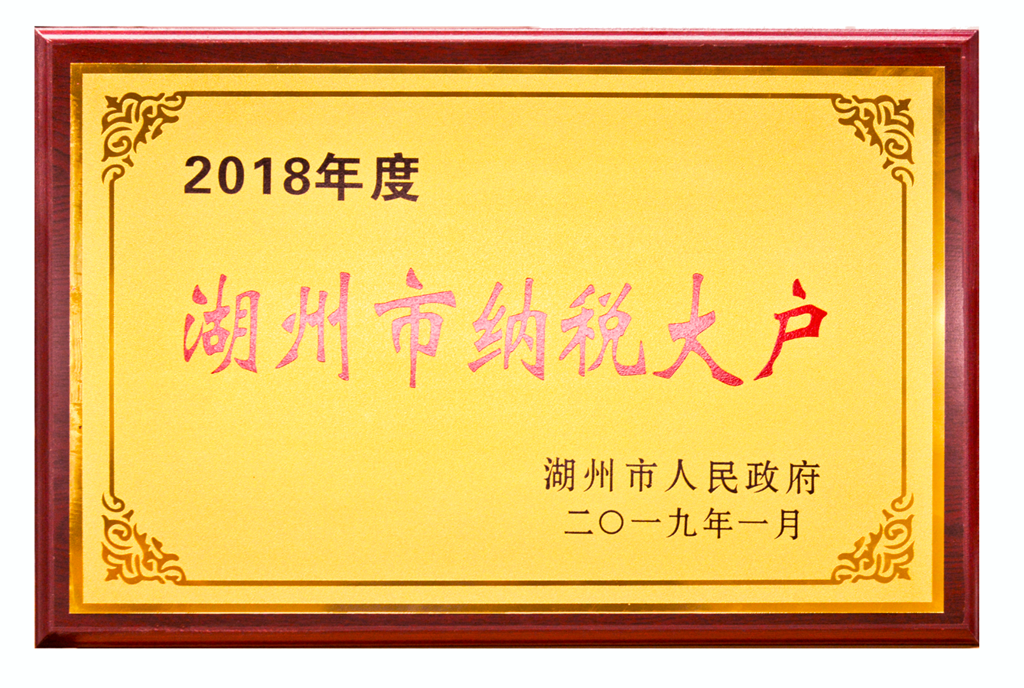 2018年度
湖州市纳税大户
湖州市人民政府
二〇一九年一月